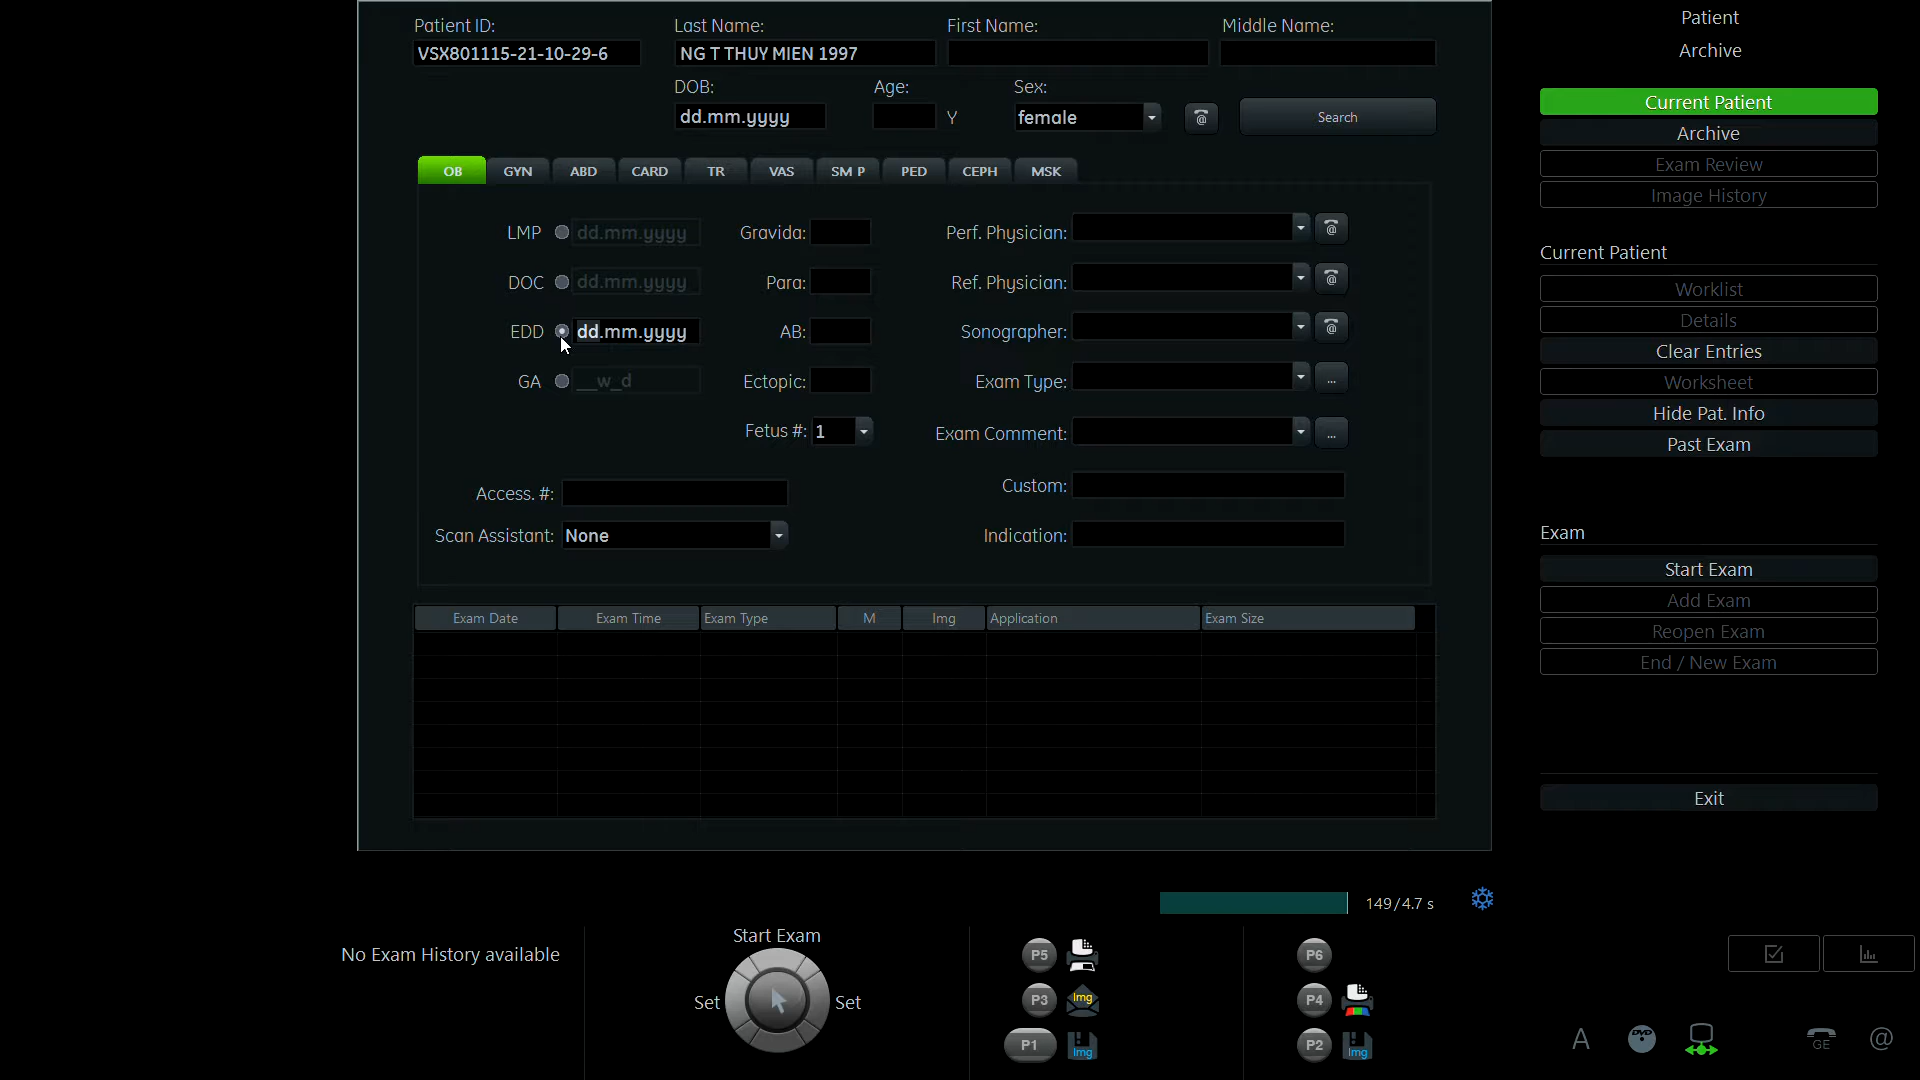 Patient ID: Last Name: First Name: Middle Name:
VSX801115-21-10-29-6 NG T THUY MIEN 1997
DOB: Age: Sex:
dd.mm.yyyy Y female @ Search
OB GYN ABD CARD TR VAS SM P PED CEPH MSK
LMP dd.mm.yyyy Gravida: Perf. Physician: @
DOC dd.mm.yyyy Para: Ref. Physician: @
EDD dd.mm.yyyy AB: Sonographer: @
GA __w_d Ectopic: Exam Type: ...
Fetus #: 1 Exam Comment: ...
Access. #: Custom:
Scan Assistant: None Indication:
Exam Date Exam Time Exam Type M Img Application Exam Size
Patient
Archive
Current Patient
Archive
Exam Review
Image History
Current Patient
Worklist
Details
Clear Entries
Worksheet
Hide Pat. Info
Past Exam
Exam
Start Exam
Add Exam
Reopen Exam
End / New Exam
Exit
149/4.7 s
No Exam History available
Start Exam
Set Set
P5
P3 Img
P1 Img
P6
P4
P2 Img
A DVD GE @